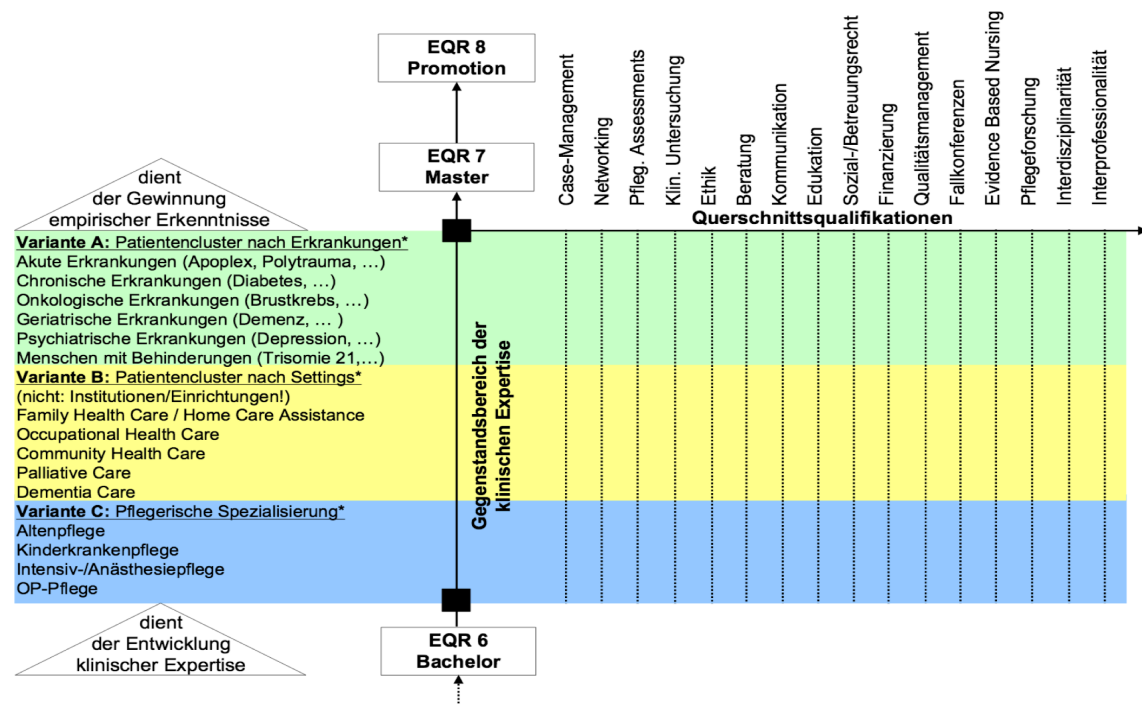 EQR 8
Promotion
EQR 7
Master
Case-Management
Networking
Pfleg. Assessments
Klin. Untersuchung
Ethik
Beratung
Kommunikation
Edukation
Sozial-/Betreuungsrecht
Finanzierung
Qualitätsmanagement
Fallkonferenzen
Evidence Based Nursing
Pflegeforschung
Interdisziplinarität
Interprofessionalität
Querschnittsqualifikationen
dient
der Gewinnung
empirischer Erkenntnisse
Variante A: Patientencluster nach Erkrankungen*
Akute Erkrankungen (Apoplex, Polytrauma, …)
Chronische Erkrankungen (Diabetes, …)
Onkologische Erkrankungen (Brustkrebs, …)
Geriatrische Erkrankungen (Demenz, … )
Psychiatrische Erkrankungen (Depression, …)
Menschen mit Behinderungen (Trisomie 21,…)
Variante B: Patientencluster nach Settings*
(nicht: Institutionen/Einrichtungen!)
Family Health Care / Home Care Assistance
Occupational Health Care
Community Health Care
Palliative Care
Dementia Care
Variante C: Pflegerische Spezialisierung*
Altenpflege
Kinderkrankenpflege
Intensiv-/Anästhesiepflege
OP-Pflege
Gegenstandsbereich der
klinischen Expertise
dient
der Entwicklung
klinischer Expertise
EQR 6
Bachelor